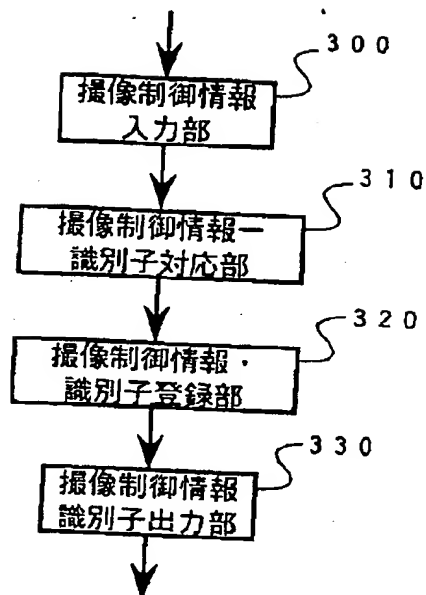 300
撮像制御情報
入力部
310
撮像制御情報ー
識別子対応部
320
撮像制御情報・
識別子登録部
330
撮像制御情報
識別子出力部